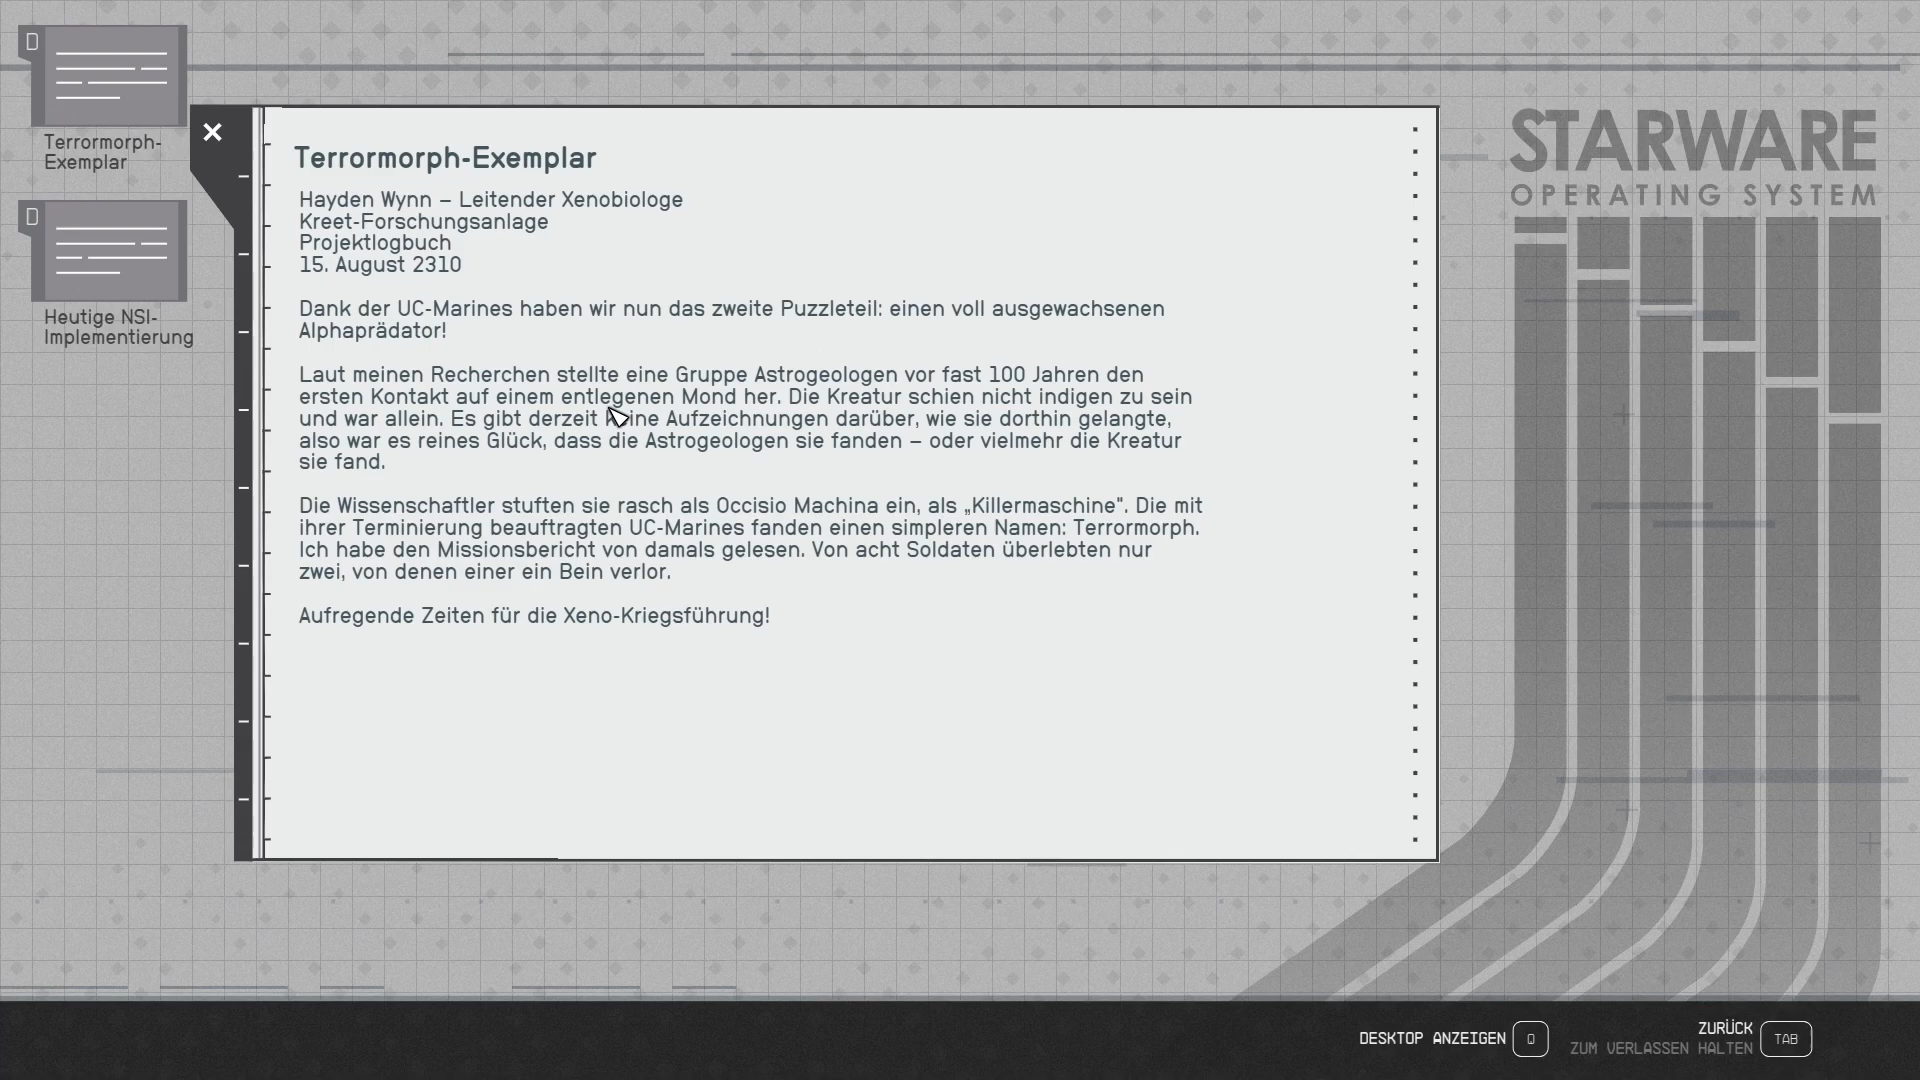 Terrormorph-
Exemplar
Heutige NSI-
Implementierung
Terrormorph-Exemplar
Hayden Wynn – Leitender Xenobiologe
Kreet-Forschungsanlage
Projektlogbuch
15. August 2310
Dank der UC-Marines haben wir nun das zweite Puzzleteil: einen voll ausgewachsenen
Alphaprädator!
Laut meinen Recherchen stellte eine Gruppe Astrogeologen vor fast 100 Jahren den
ersten Kontakt auf einem entlegenen Mond her. Die Kreatur schien nicht indigen zu sein
und war allein. Es gibt derzeit keine Aufzeichnungen darüber, wie sie dorthin gelangte,
also war es reines Glück, dass die Astrogeologen sie fanden – oder vielmehr die Kreatur
sie fand.
Die Wissenschaftler stuften sie rasch als Occisio Machina ein, als „Killermaschine". Die mit
ihrer Terminierung beauftragten UC-Marines fanden einen simpleren Namen: Terrormorph.
Ich habe den Missionsbericht von damals gelesen. Von acht Soldaten überlebten nur
zwei, von denen einer ein Bein verlor.
Aufregende Zeiten für die Xeno-Kriegsführung!
STARWARE
OPERATING SYSTEM
DESKTOP ANZEIGEN Q
ZURÜCK TAB
ZUM VERLASSEN HALTEN